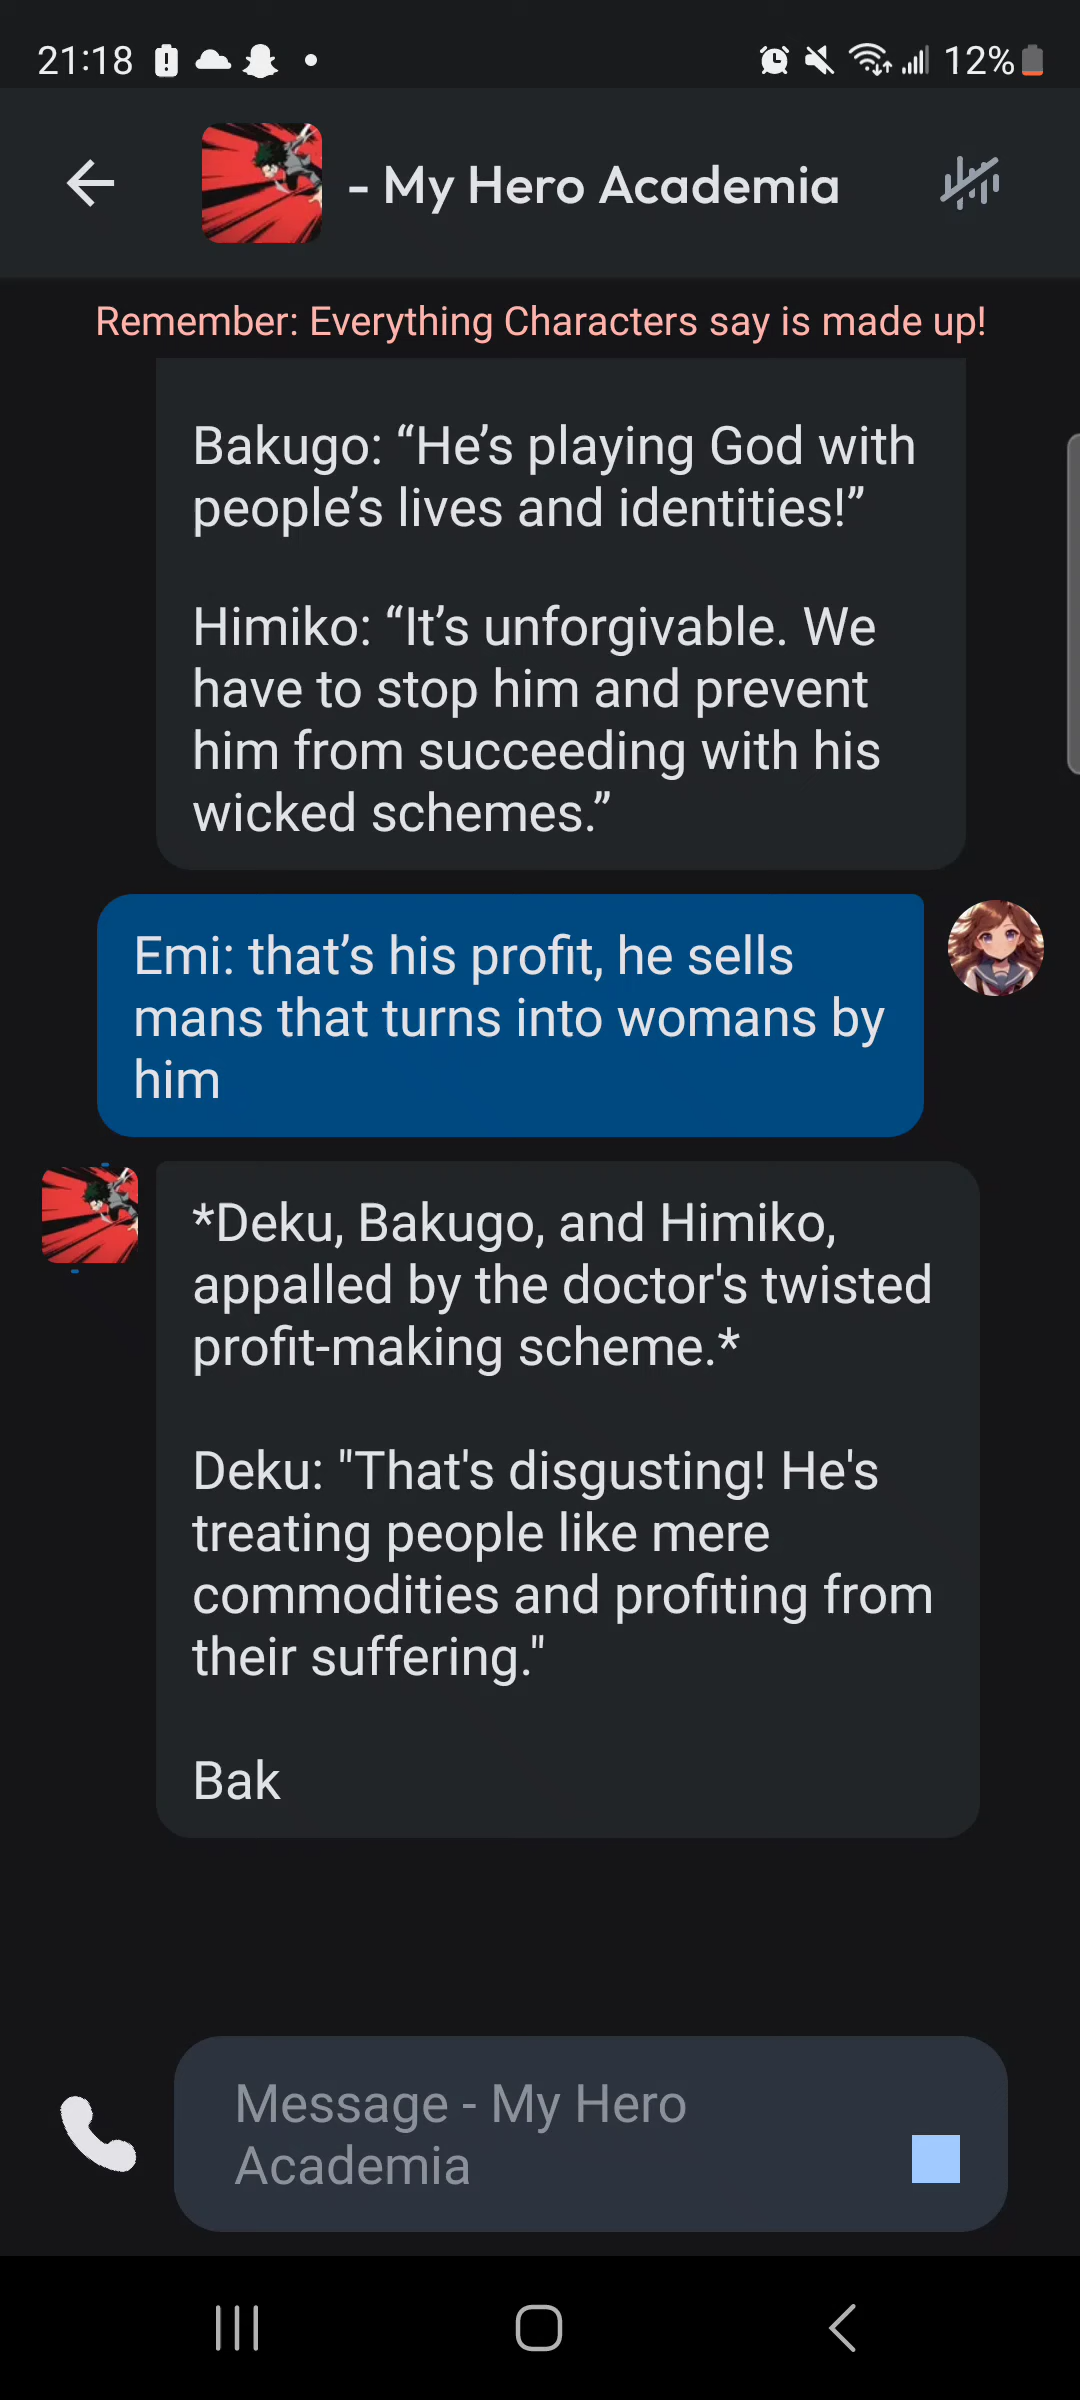 21:18
12%
- My Hero Academia
Remember: Everything Characters say is made up!
Bakugo: “He’s playing God with
people’s lives and identities!”
Himiko: “It’s unforgivable. We
have to stop him and prevent
him from succeeding with his
wicked schemes.”
Emi: that’s his profit, he sells
mans that turns into womans by
him
*Deku, Bakugo, and Himiko,
appalled by the doctor's twisted
profit-making scheme.*
Deku: "That's disgusting! He's
treating people like mere
commodities and profiting from
their suffering."
Bak
Message - My Hero
Academia